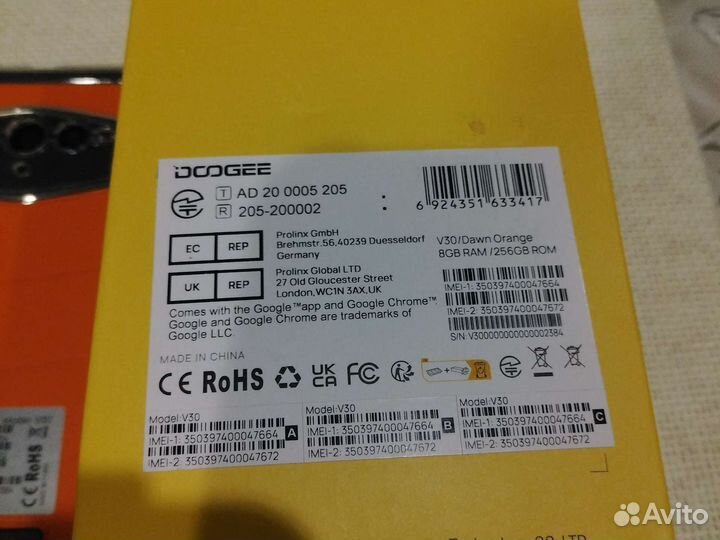 DOOGEE
T AD 20 0005 205
R 205-200002
:
6 924351 633417
EC REP
Prolinx GmbH
Brehmstr.56,40239 Duesseldorf
Germany
UK REP
Prolinx Global LTD
27 Old Gloucester Street
London,WC1N 3AX,UK
V30/Dawn Orange
8GB RAM /256GB ROM
IMEI-1: 350397400047664
IMEI-2: 350397400047672
S/N: V30000000000002384
Comes with the Google™app and Google Chrome™
Google and Google Chrome are trademarks of
Google LLC.
MADE IN CHINA
CE RoHS UK CA FC
Model:V30
IMEI-1: 350397400047664
IMEI-2: 350397400047672
A
Model:V30
IMEI-1: 350397400047664
IMEI-2: 350397400047672
B
Model:V30
IMEI-1: 350397400047664
IMEI-2: 350397400047672
C
CE RoHS
LTD
Avito